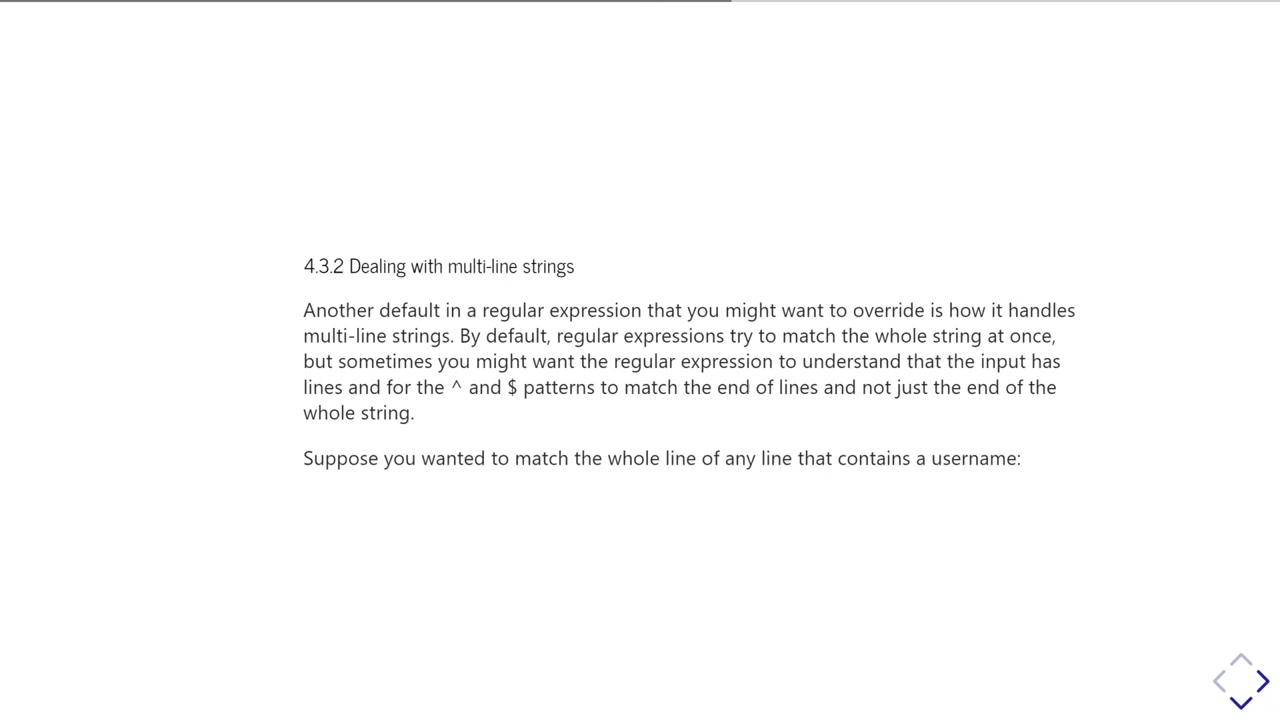 4.3.2 Dealing with multi-line strings
Another default in a regular expression that you might want to override is how it handles
multi-line strings. By default, regular expressions try to match the whole string at once,
but sometimes you might want the regular expression to understand that the input has
lines and for the ^ and $ patterns to match the end of lines and not just the end of the
whole string.
Suppose you wanted to match the whole line of any line that contains a username: